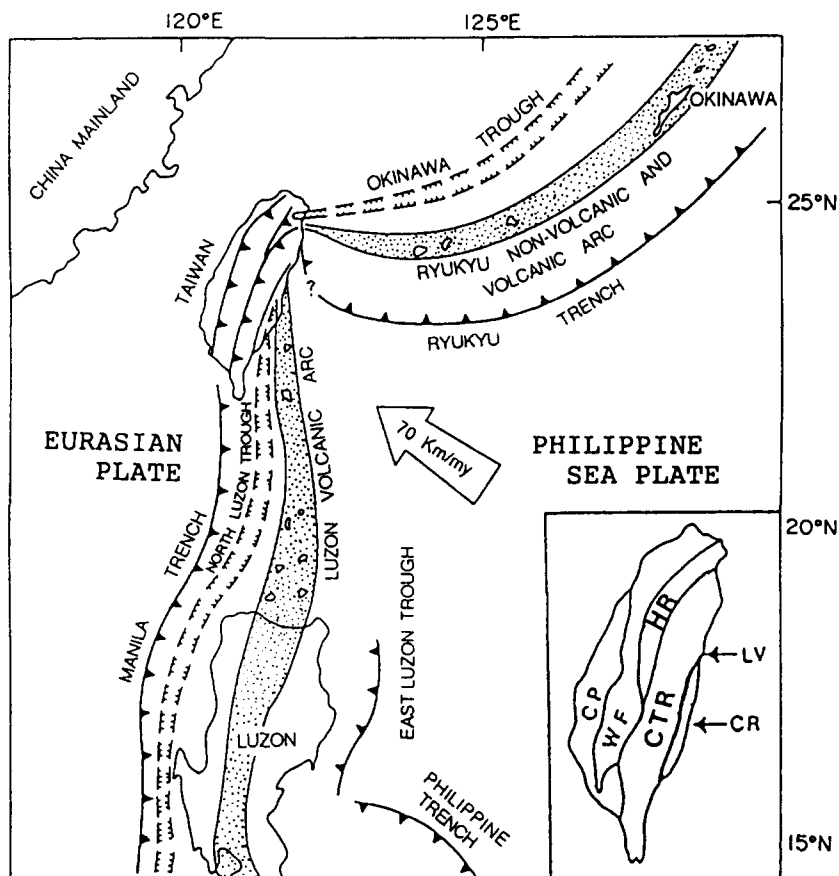 120°E
125°E
CHINA MAINLAND
OKINAWA
OKINAWA TROUGH
25°N
RYUKYU NON-VOLCANIC AND
VOLCANIC ARC
TAIWAN
?
RYUKYU TRENCH
EURASIAN
PLATE
NORTH LUZON TROUGH
LUZON VOLCANIC ARC
70 Km/my
PHILIPPINE
SEA PLATE
20°N
MANILA TRENCH
EAST LUZON TROUGH
LUZON
PHILIPPINE
TRENCH
HR
LV
CP
WF
CTR
CR
15°N